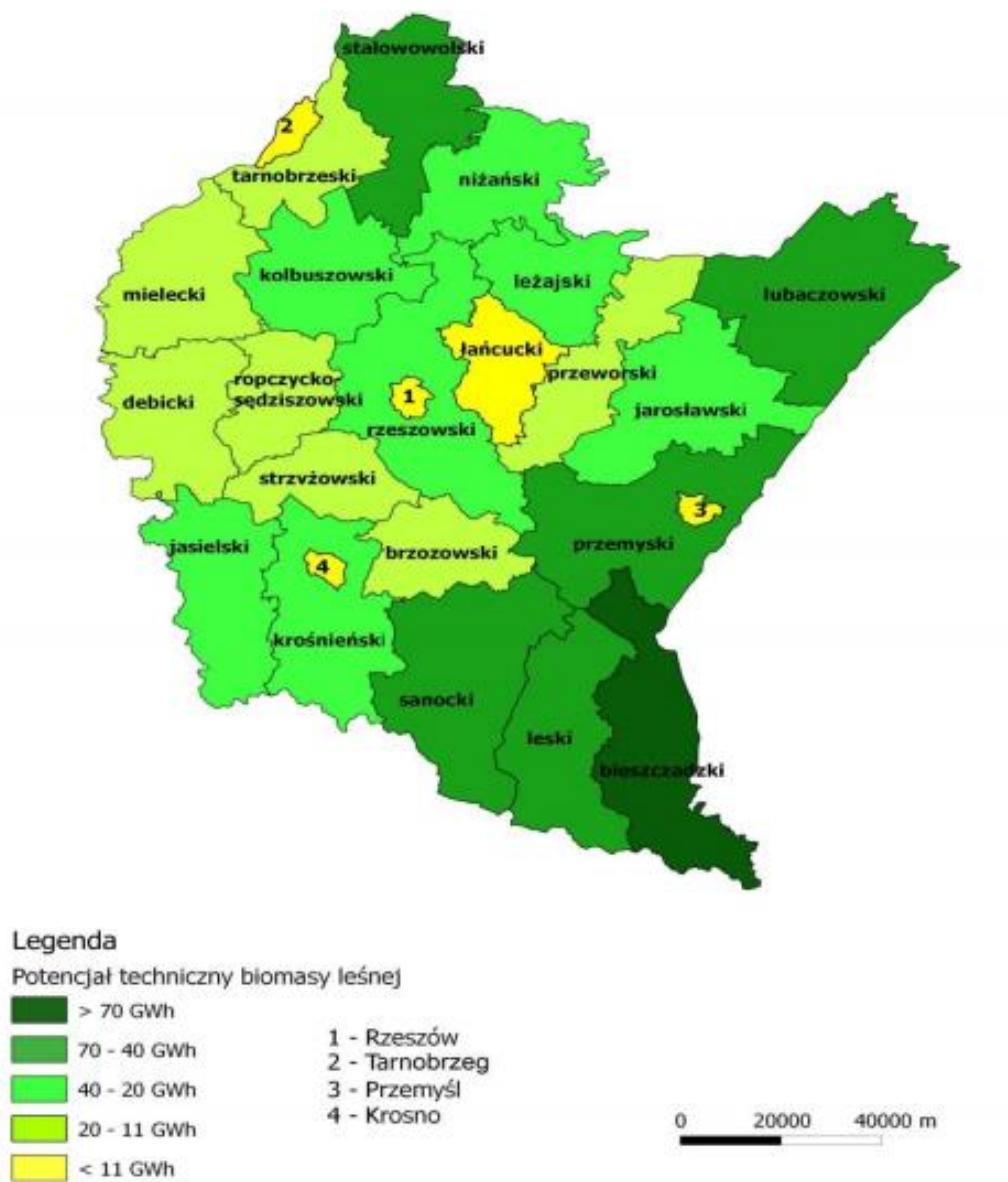 stalowowolski
2
tarnobrzeski
niżański
kolbuszowski
leżajski
mielecki
lubaczowski
łańcucki
ropczycko-
sędziszowski
przeworski
debicki
1
jarosławski
rzeszowski
strzyżowski
3
jasielski
brzozowski
przemyski
4
krośnieński
sanocki
leski
bieszczadzki
Legenda
Potencjał techniczny biomasy leśnej
> 70 GWh
70 - 40 GWh
40 - 20 GWh
20 - 11 GWh
< 11 GWh
1 - Rzeszów
2 - Tarnobrzeg
3 - Przemyśl
4 - Krosno
0 20000 40000 m